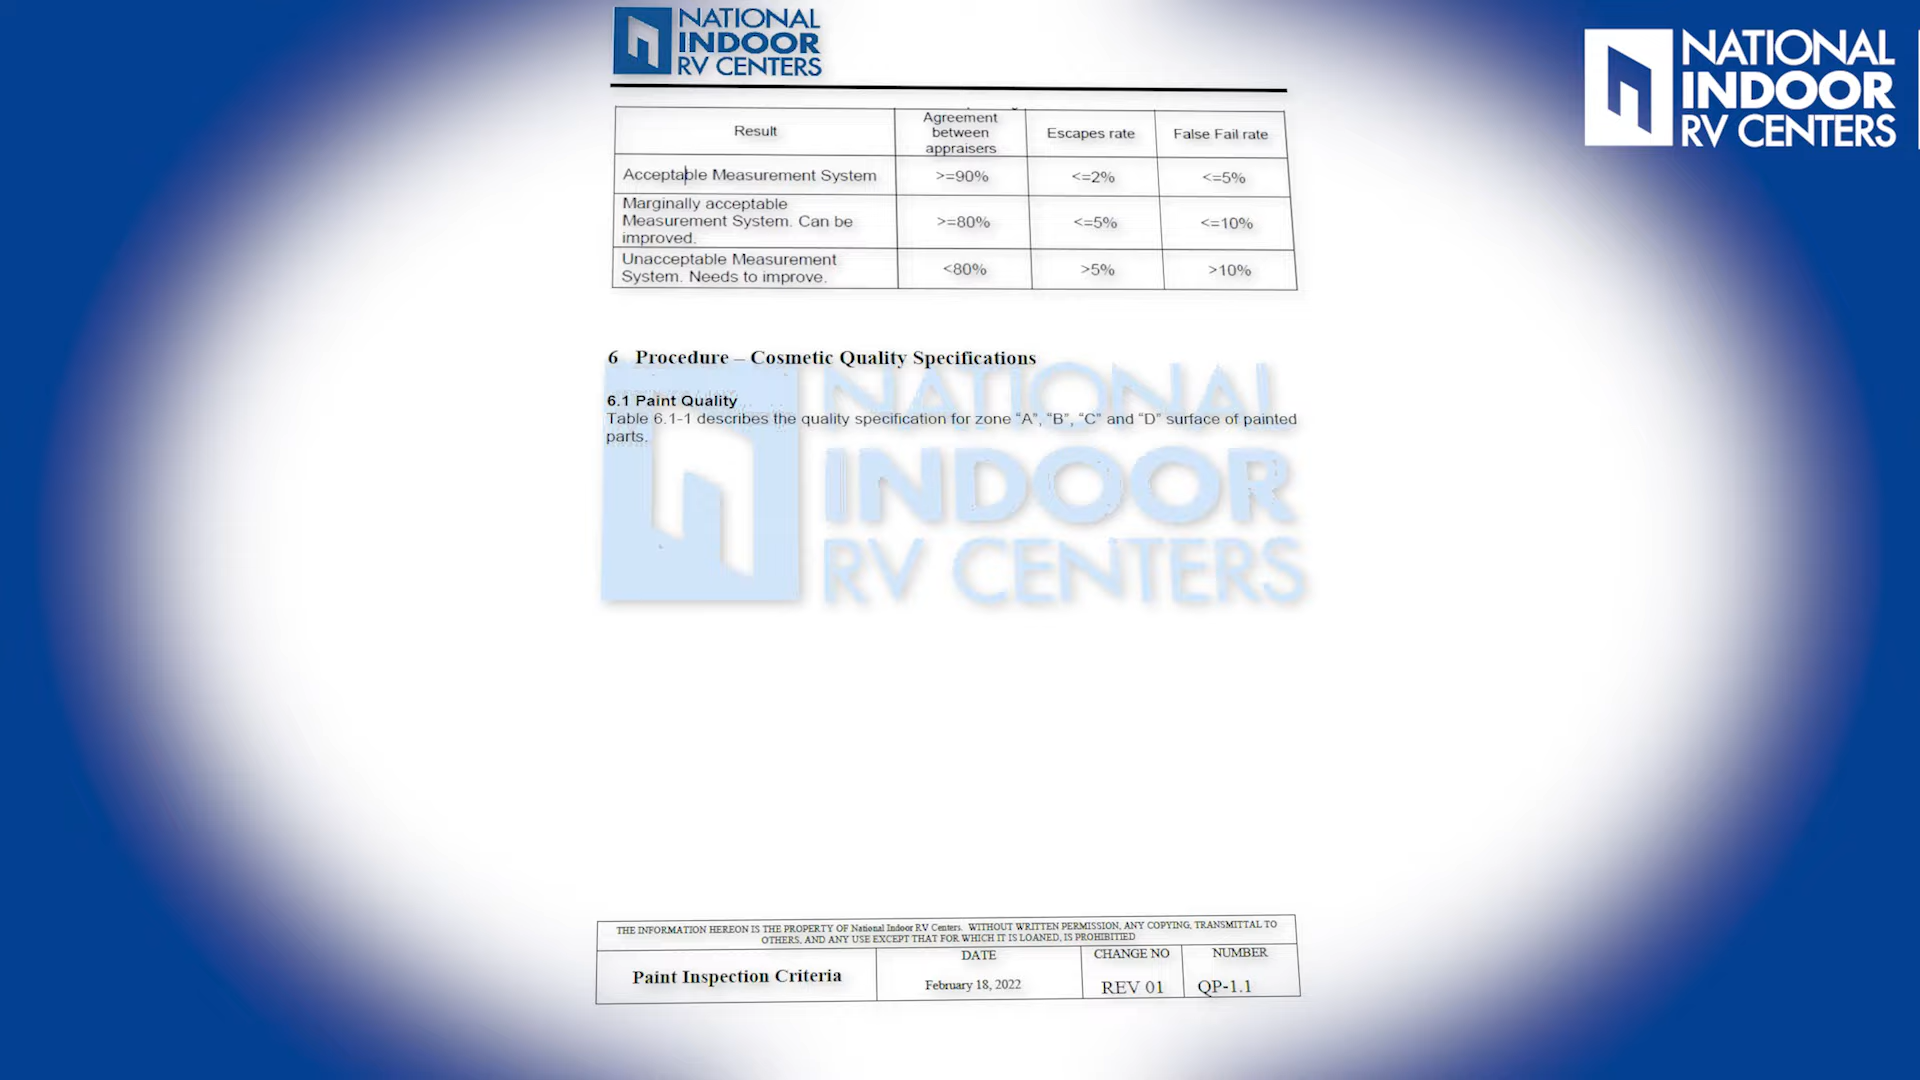 NATIONAL
INDOOR
RV CENTERS
NATIONAL
INDOOR
RV CENTERS
Result
Agreement
between
appraisers
Escapes rate
False Fail rate
Acceptable Measurement System
>=90%
<=2%
<=5%
Marginally acceptable
Measurement System. Can be
improved.
>=80%
<=5%
<=10%
Unacceptable Measurement
System. Needs to improve.
<80%
>5%
>10%
6 Procedure – Cosmetic Quality Specifications
6.1 Paint Quality
Table 6.1-1 describes the quality specification for zone “A”, “B”, “C” and “D” surface of painted
parts.
NATIONAL
INDOOR
RV CENTERS
THE INFORMATION HEREON IS THE PROPERTY OF National Indoor RV Centers. WITHOUT WRITTEN PERMISSION, ANY COPYING, TRANSMITTAL TO
OTHERS, AND ANY USE EXCEPT THAT FOR WHICH IT IS LOANED, IS PROHIBITIED
Paint Inspection Criteria
DATE
February 18, 2022
CHANGE NO
REV 01
NUMBER
QP-1.1